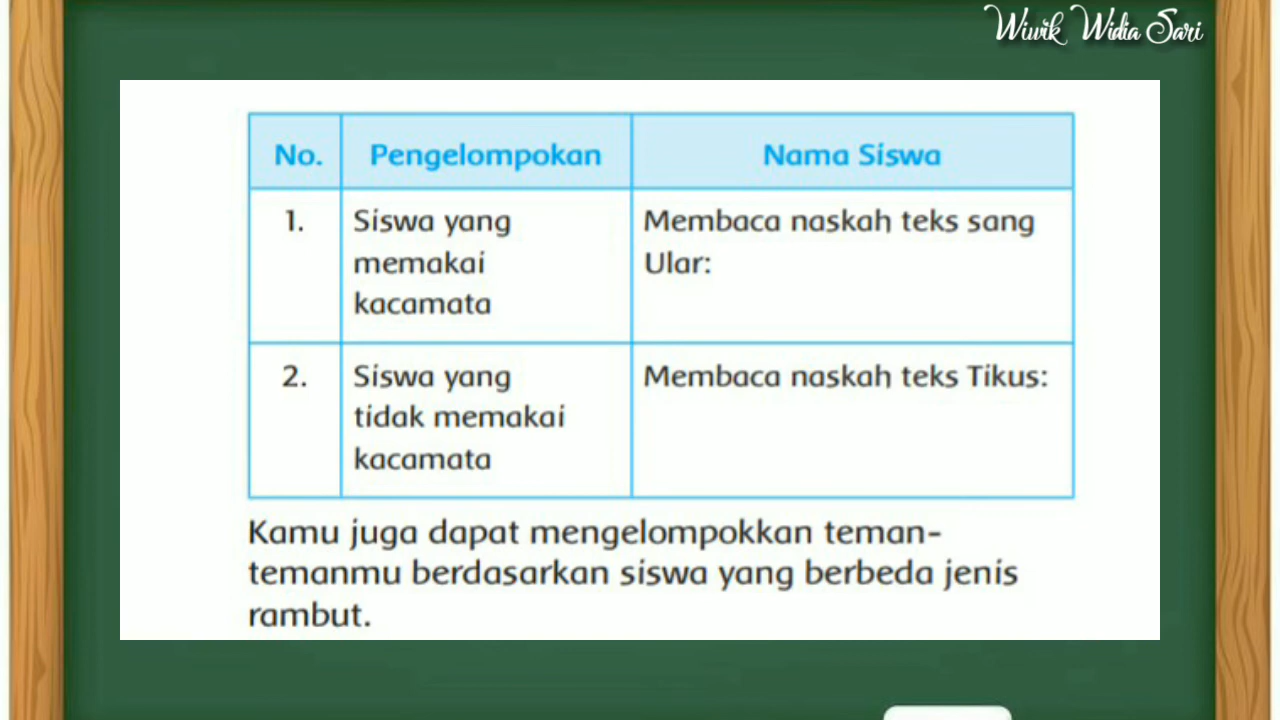 Wiwik Widia Sari
No.
Pengelompokan
Nama Siswa
1.
Siswa yang
memakai
kacamata
Membaca naskah teks sang
Ular:
2.
Siswa yang
tidak memakai
kacamata
Membaca naskah teks Tikus:
Kamu juga dapat mengelompokkan teman-
temanmu berdasarkan siswa yang berbeda jenis
rambut.